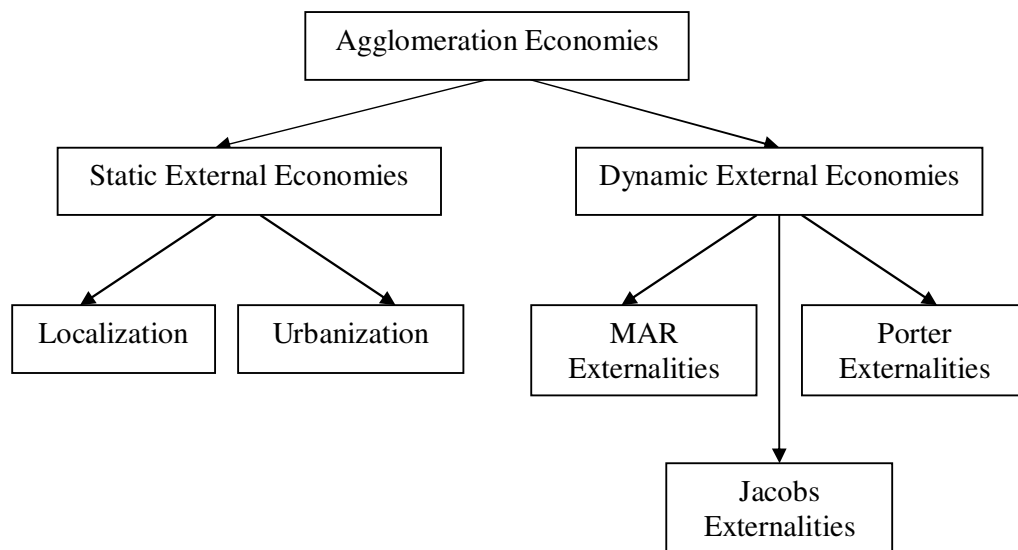 Agglomeration Economies
Static External Economies
Dynamic External Economies
Localization
Urbanization
MAR
Externalities
Porter
Externalities
Jacobs
Externalities